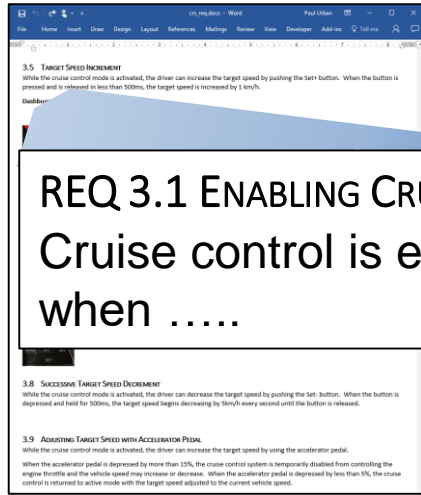 crs_req.docx - Word Paul Urban
File Home Insert Draw Design Layout References Mailings Review View Developer Add-ins Tell me
3.5 TARGET SPEED INCREMENT
While the cruise control mode is activated, the driver can increase the target speed by pushing the Set+ button. When the button is
pressed and is released in less than 500ms, the target speed is increased by 1 km/h.
REQ 3.1 ENABLING CRU
Cruise control is e
when .....
3.8 SUCCESSIVE TARGET SPEED DECREMENT
While the cruise control mode is activated, the driver can decrease the target speed by pushing the Set- button. When the button is
depressed and held for 500ms, the target speed begins decreasing by 5km/h every second until the button is released.
3.9 ADJUSTING TARGET SPEED WITH ACCELERATOR PEDAL
While the cruise control mode is activated, the driver can increase the target speed by using the accelerator pedal.
When the accelerator pedal is depressed by more than 15%, the cruise control system is temporarily disabled from controlling the
engine throttle and the vehicle speed may increase or decrease. When the accelerator pedal is depressed by less than 5%, the cruise
control is returned to active mode with the target speed adjusted to the current vehicle speed.